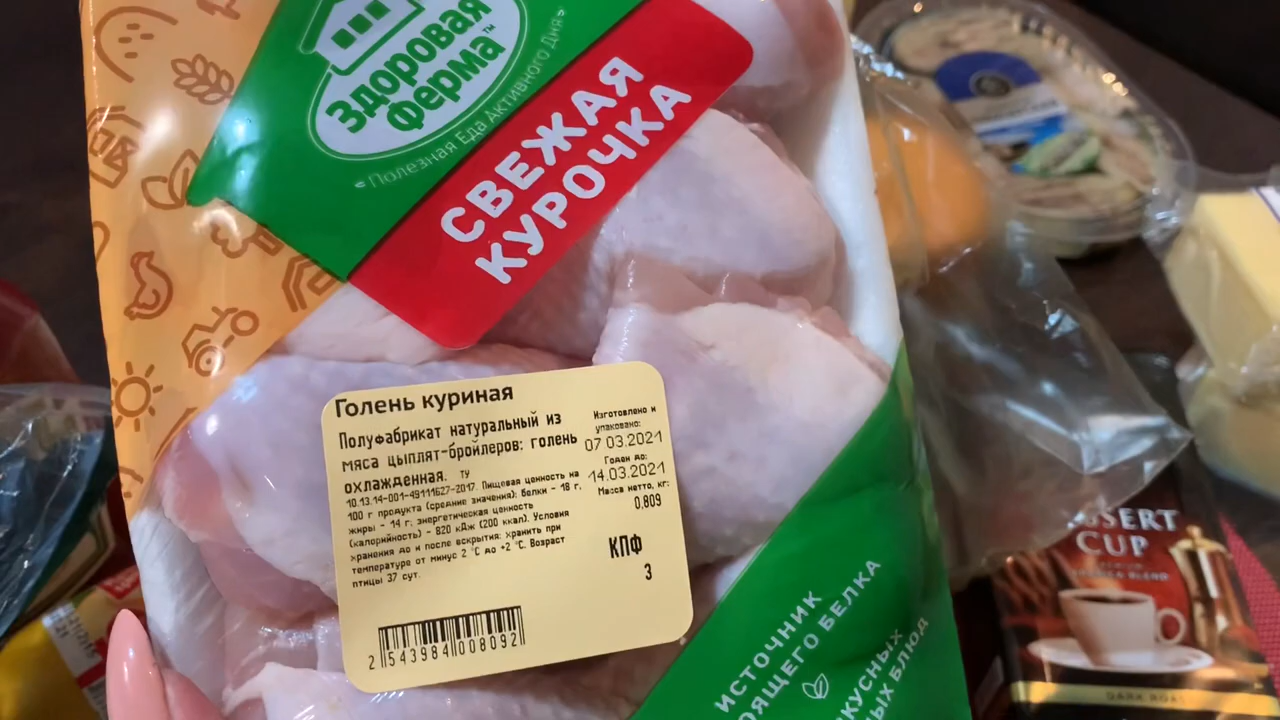 Здоровая
ферма™
«Полезная Еда Активного Дня»
СВЕЖАЯ
КУРОЧКА
Голень куриная
Полуфабрикат натуральный из
мяса цыплят-бройлеров: голень
охлажденная. ТУ
10.13.14-001-49111627-2017. Пищевая ценность на
100 г продукта (средние значения): белки - 18 г,
жиры - 14 г; энергетическая ценность
(калорийность) - 820 кДж (200 ккал). Условия
хранения до и после вскрытия: хранить при
температуре от минус 2 °С до +2 °С. Возраст
птицы 37 сут.
Изготовлено и
упаковано:
07 03.2021
Годен до:
14.03.2021
Масса нетто, кг:
0,809
КПФ
3
2 543984 008092
ИСТОЧНИК
БЕЛКА
CUP
DARK ROAST